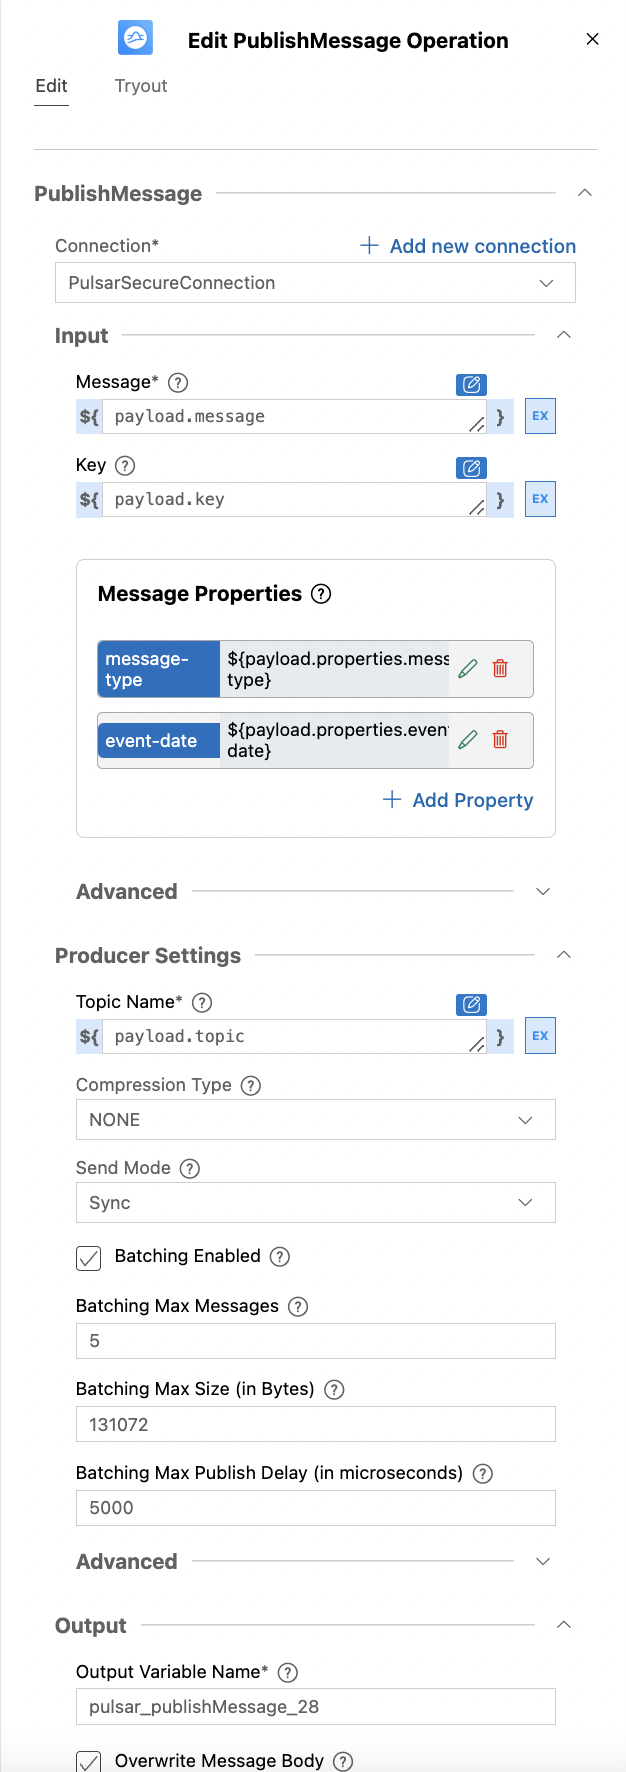 Edit PublishMessage Operation
Edit
Tryout
PublishMessage
Connection*
Add new connection
PulsarSecureConnection
Input
Message* ?
${ payload.message } EX
Key ?
${ payload.key } EX
Message Properties ?
message-
type
${payload.properties.mess
type}
event-date
${payload.properties.even
date}
Add Property
Advanced
Producer Settings
Topic Name* ?
${ payload.topic } EX
Compression Type ?
NONE
Send Mode ?
Sync
Batching Enabled ?
Batching Max Messages ?
5
Batching Max Size (in Bytes) ?
131072
Batching Max Publish Delay (in microseconds) ?
5000
Advanced
Output
Output Variable Name* ?
pulsar_publishMessage_28
Overwrite Message Body ?